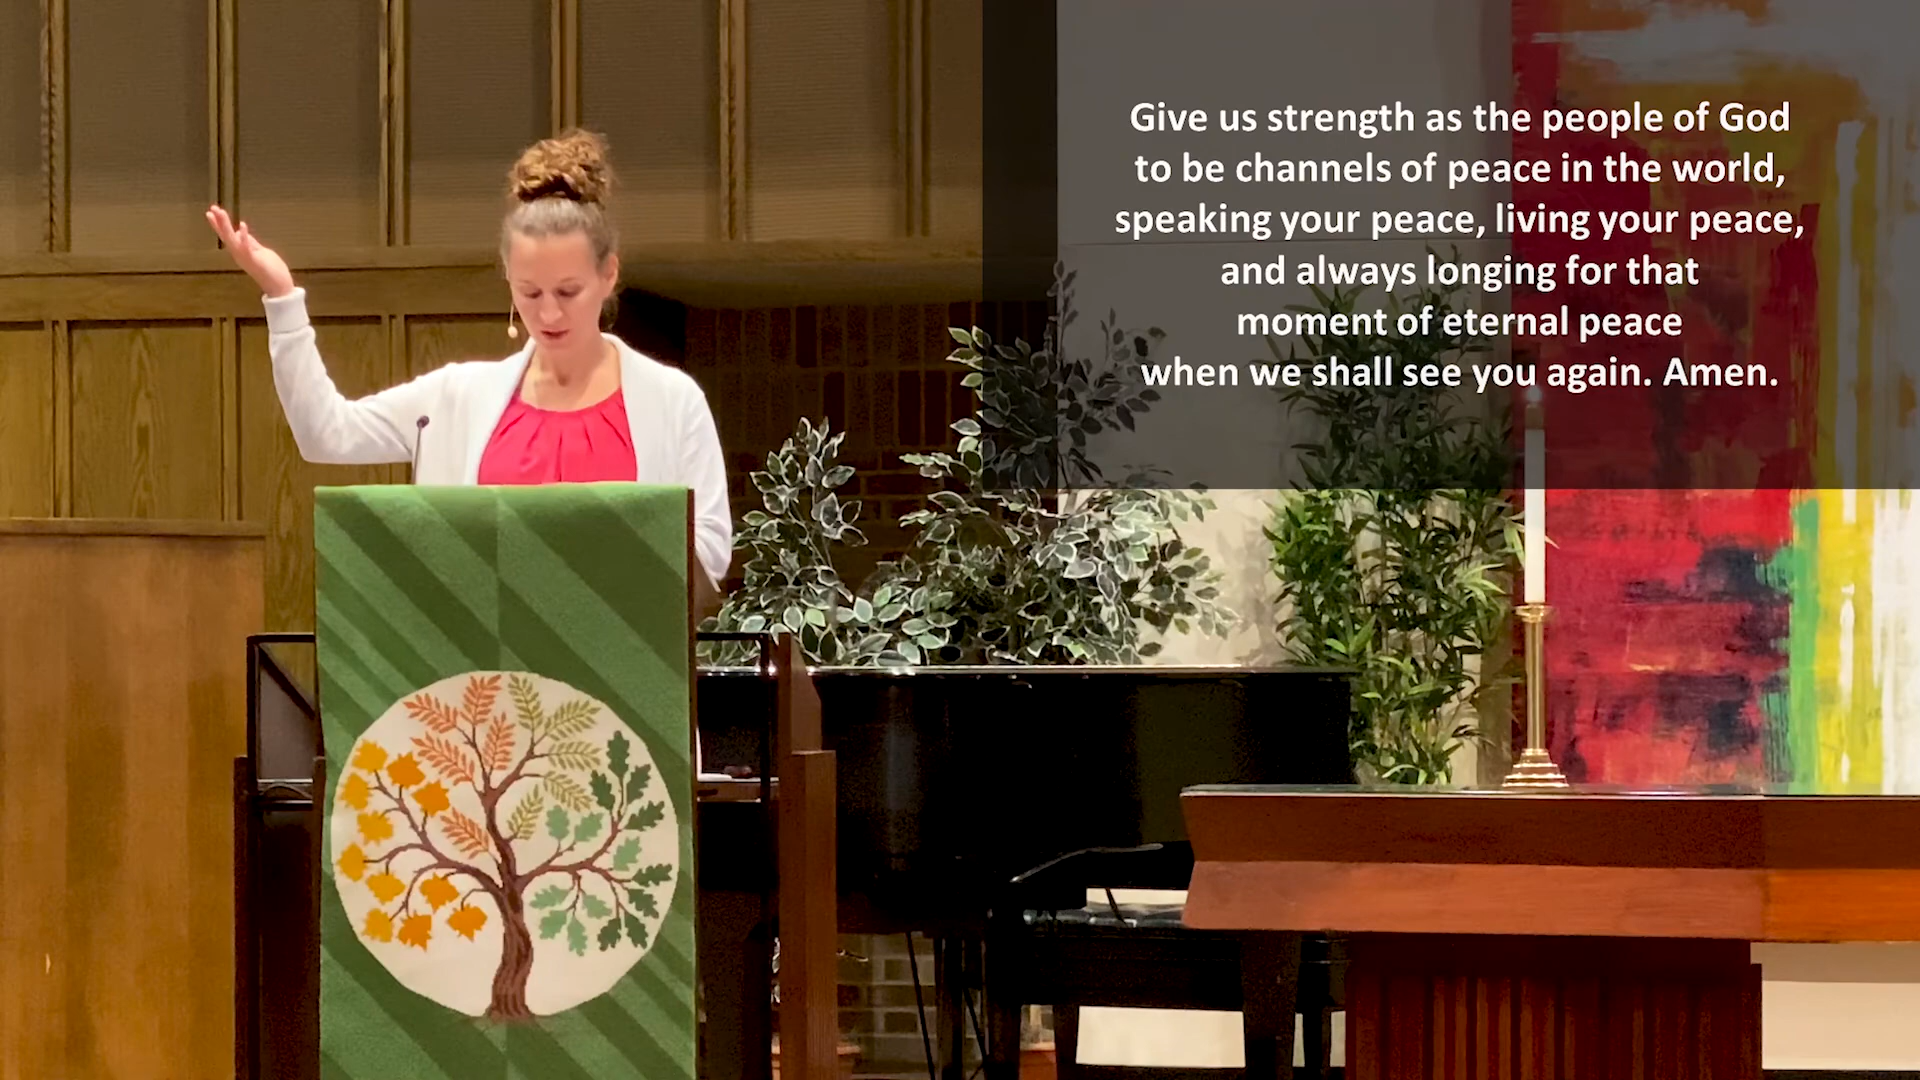 Give us strength as the people of God
to be channels of peace in the world,
speaking your peace, living your peace,
and always longing for that
moment of eternal peace
when we shall see you again. Amen.